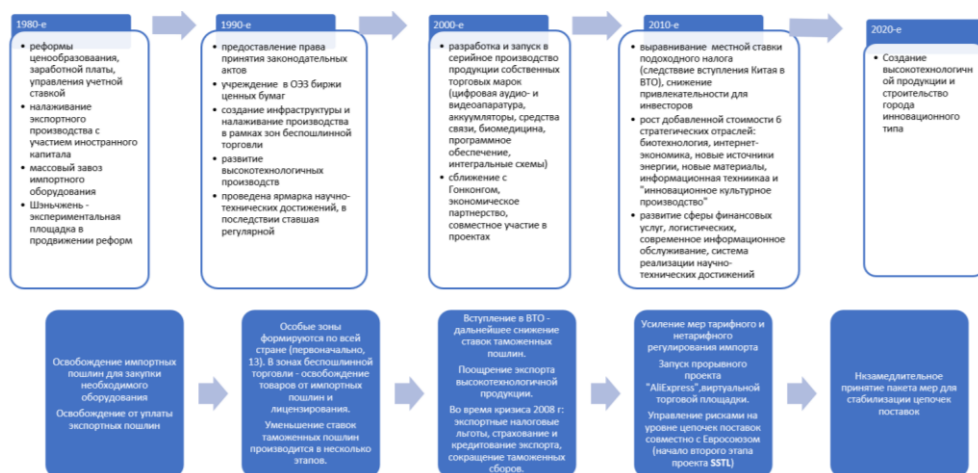 1980-е
реформы
ценообразоваания,
заработной платы,
управления учетной
ставкой
налаживание
экспортного
производства с
участием иностранного
капитала
массовый завоз
импортного
оборудования
Шэньчжень -
экспериментальная
площадка в
продвижении реформ
1990-е
предоставление права
принятия законодательных
актов
учреждение в ОЭЗ биржи
ценных бумаг
создание инфраструктуры и
налаживание производства
в рамках зон беспошлинной
торговли
развитие
высокотехнологичных
производств
проведена ярмарка научно-
технических достижений, в
последствии ставшая
регулярной
2000-е
разработка и запуск в
серийное производство
продукции собственных
торговых марок
(цифровая аудио- и
видеоапаратура,
аккуумляторы, средства
связи, биомедицина,
программное
обеспечение,
интегральные схемы)
сближение с
Гонконгом,
экономическое
партнерство,
совместное участие в
проектах
2010-е
выравнивание местной ставки
подоходного налога
(следствие вступления Китая в
ВТО), снижение
привлекательности для
инвесторов
рост добавленной стоимости 6
стратегических отраслей:
биотехнология, интернет-
экономика, новые источники
энергии, новые материалы,
информационная техниикаа и
"инновационое культурное
производство"
развитие сферы финансовых
услуг, логистических,
современное информационное
обслуживание, система
реализации научно-
технических достижений
2020-е
Создание
высокотехнологичн
ой продукции и
строительство
города
инновационного
типа
Освобождение импортных
пошлин для закупки
необходимого
оборудования
Освобождение от уплаты
экспортных пошлин
Особые зоны
формируются по всей
стране (первоначально,
13). В зонах беспошлинной
торговли - освобождение
товаров от импортных
пошлин и
лицензирования.
Уменьшение ставок
таможенных пошлин
производится в несколько
этапов.
Вступление в ВТО -
дальнейшее снижение
ставок таможенных
пошлин.
Поощрение экспорта
высокотехнологичной
продукции.
Во время кризиса 2008 г:
экспортные налоговые
льготы, страхование и
кредитование экспорта,
сокращение таможенных
сборов.
Усиление мер тарифного и
нетарифного
регулирования импорта
Запуск прорывного
проекта
"AliExpress",виртуальной
торговой площадки.
Управление рисками на
уровне цепочек поставок
совместно с Евросоюзом
(начало второго этапа
проекта SSTL)
Нкзамедлительное
принятие пакета мер для
стабилизации цепочек
поставок